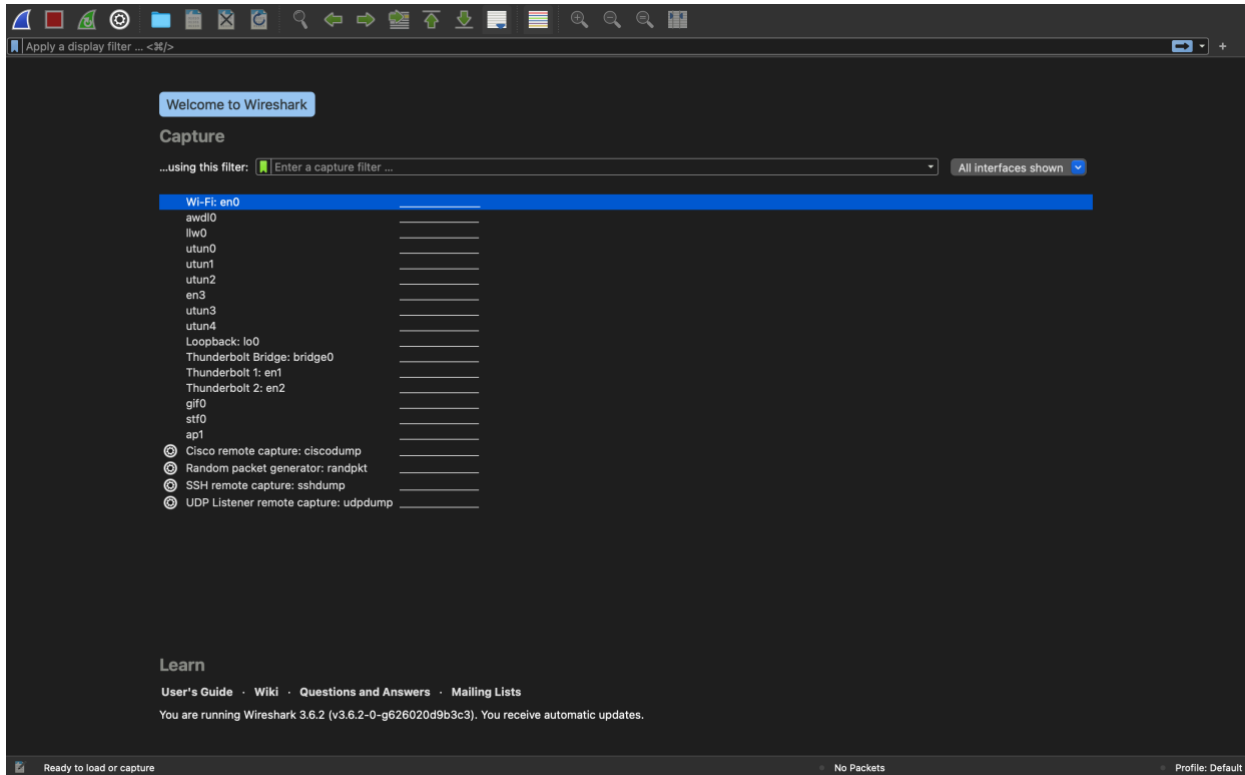 Apply a display filter ... <⌘/>
+
Welcome to Wireshark
Capture
...using this filter: Enter a capture filter ... All interfaces shown
Wi-Fi: en0
awdl0
llw0
utun0
utun1
utun2
en3
utun3
utun4
Loopback: lo0
Thunderbolt Bridge: bridge0
Thunderbolt 1: en1
Thunderbolt 2: en2
gif0
stf0
ap1
Cisco remote capture: ciscodump
Random packet generator: randpkt
SSH remote capture: sshdump
UDP Listener remote capture: udpdump
Learn
User's Guide · Wiki · Questions and Answers · Mailing Lists
You are running Wireshark 3.6.2 (v3.6.2-0-g626020d9b3c3). You receive automatic updates.
Ready to load or capture No Packets Profile: Default